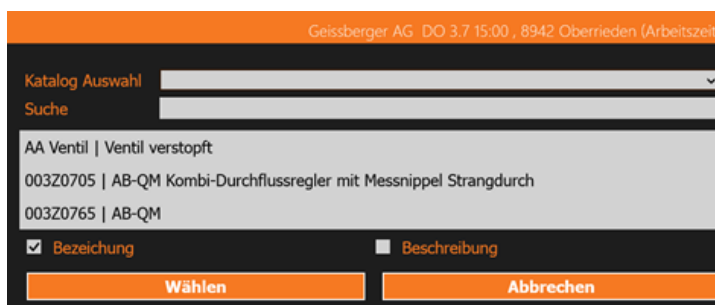 Geissberger AG DO 3.7 15:00 , 8942 Oberrieden (Arbeitszeit
Katalog Auswahl
Suche
AA Ventil | Ventil verstopft
003Z0705 | AB-QM Kombi-Durchflussregler mit Messnippel Strangdurch
003Z0765 | AB-QM
Bezeichung Beschreibung
Wählen Abbrechen